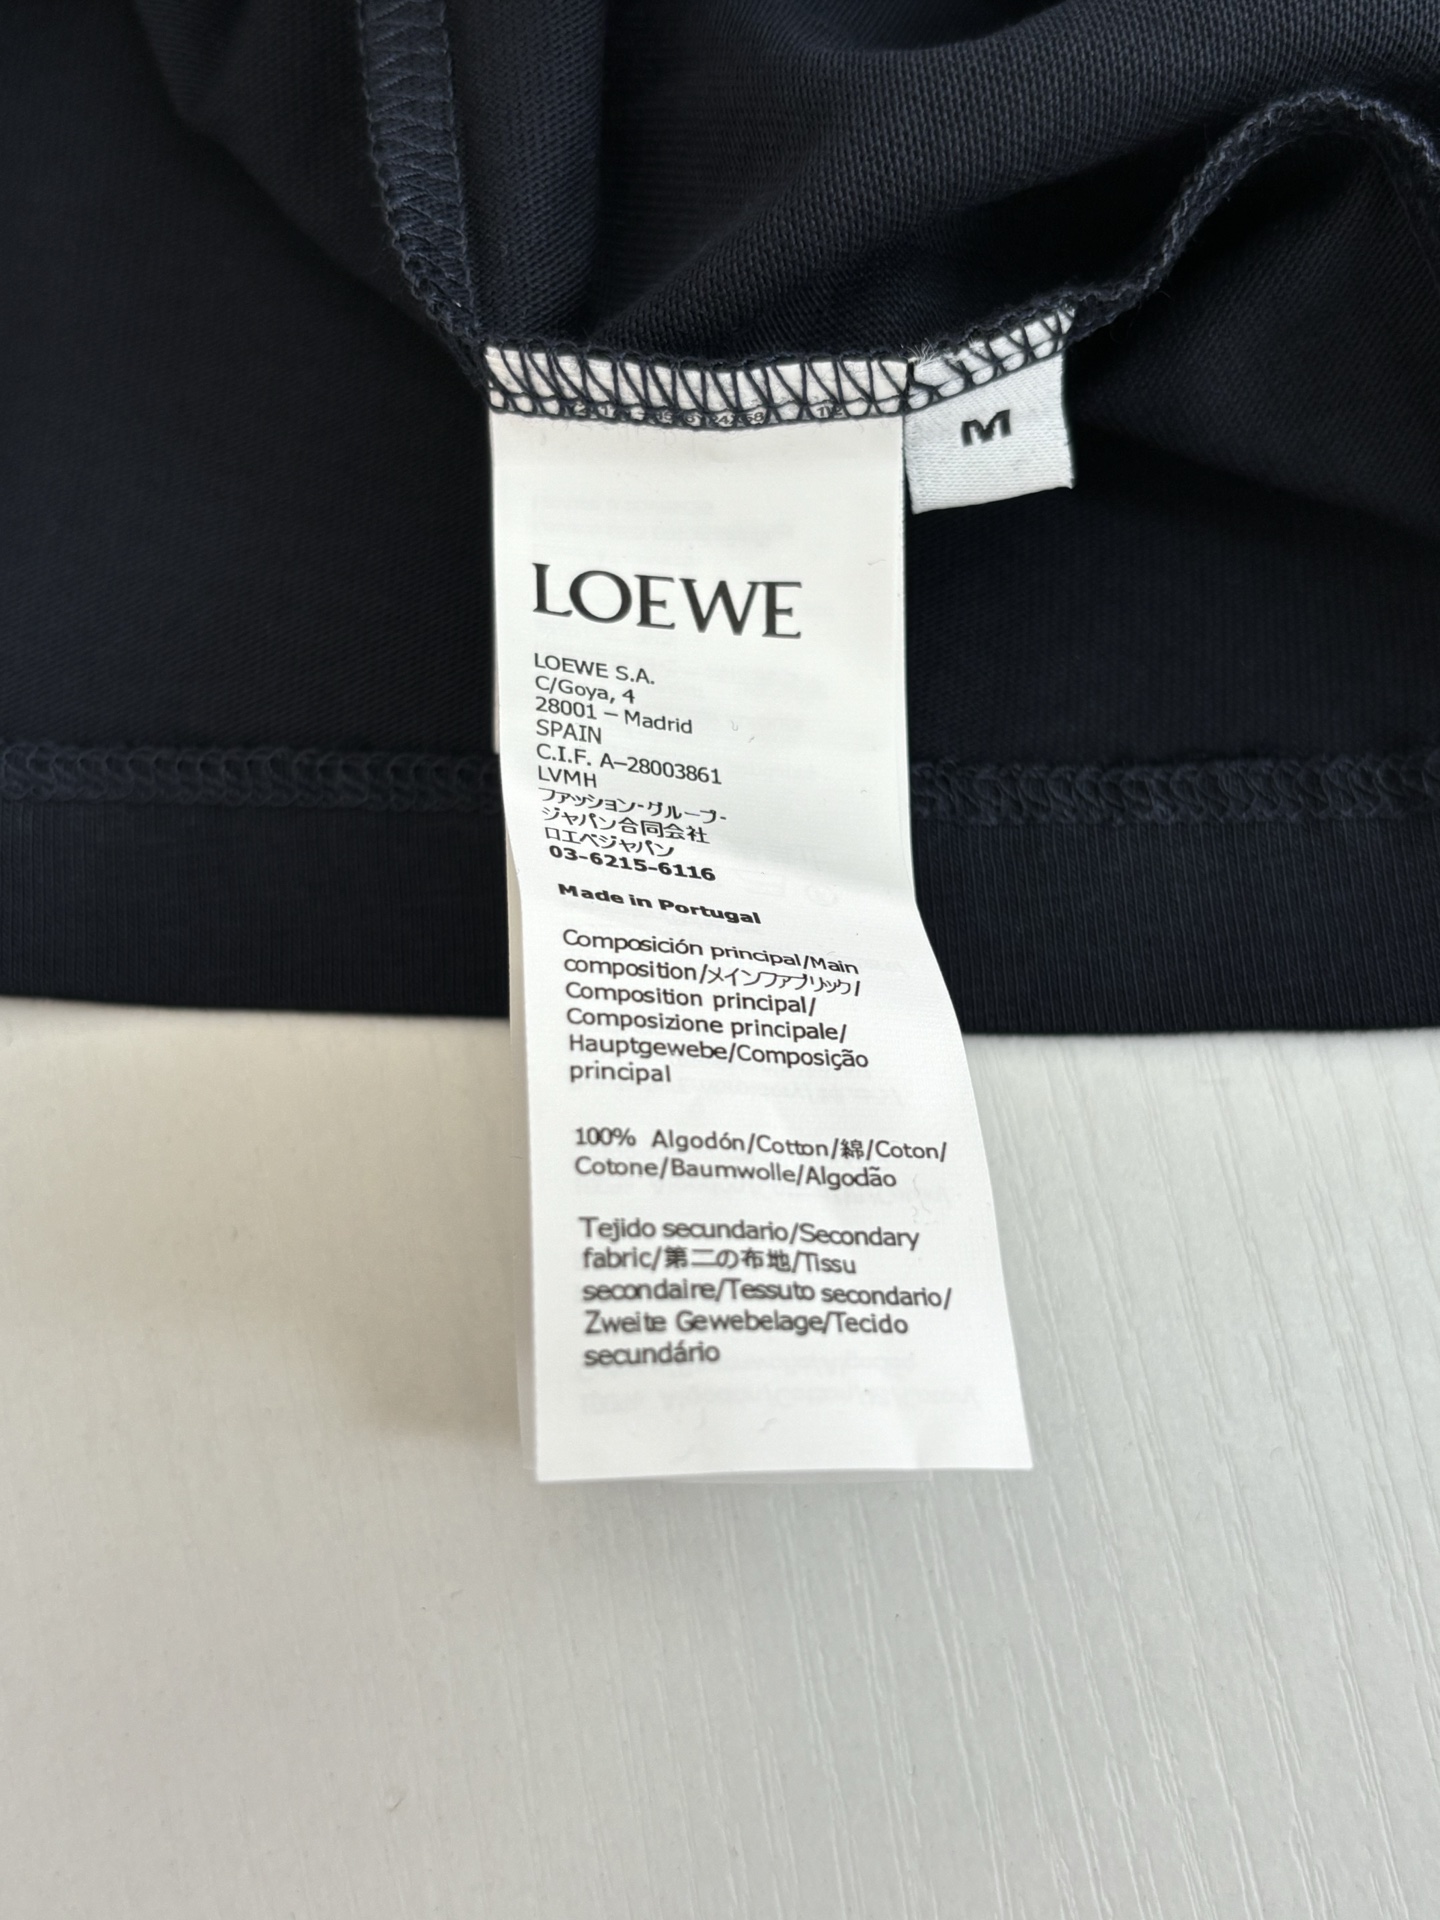 M
LOEWE
LOEWE S.A.
C/Goya, 4
28001 – Madrid
SPAIN
C.I.F. A–28003861
LVMH
ファッション・グループ・
ジャパン合同会社
ロエベジャパン
03-6215-6116
Made in Portugal
Composición principal/Main
composition/メインファブリック/
Composition principal/
Composizione principale/
Hauptgewebe/Composição
principal
100% Algodón/Cotton/綿/Coton/
Cotone/Baumwolle/Algodão
Tejido secundario/Secondary
fabric/第二の布地/Tissu
secondaire/Tessuto secondario/
Zweite Gewebelage/Tecido
secundário